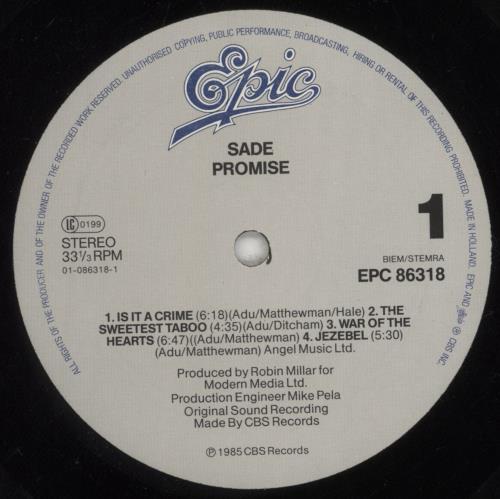 ALL RIGHTS OF THE PRODUCER AND OF THE OWNER OF THE RECORDED WORK RESERVED. UNAUTHORISED COPYING, PUBLIC PERFORMANCE, BROADCASTING, HIRING OR RENTAL OF THIS RECORDING PROHIBITED. MADE IN HOLLAND. EPIC AND ℗ CBS INC.
Epic
SADE
PROMISE
LC 0199
STEREO
33 1/3 RPM
01-086318-1
1
BIEM/STEMRA
EPC 86318
1. IS IT A CRIME (6:18)(Adu/Matthewman/Hale) 2. THE
SWEETEST TABOO (4:35)(Adu/Ditcham) 3. WAR OF THE
HEARTS (6:47)((Adu/Matthewman) 4. JEZEBEL (5:30)
(Adu/Matthewman) Angel Music Ltd.
Produced by Robin Millar for
Modern Media Ltd.
Production Engineer Mike Pela
Original Sound Recording
Made By CBS Records
℗ 1985 CBS Records